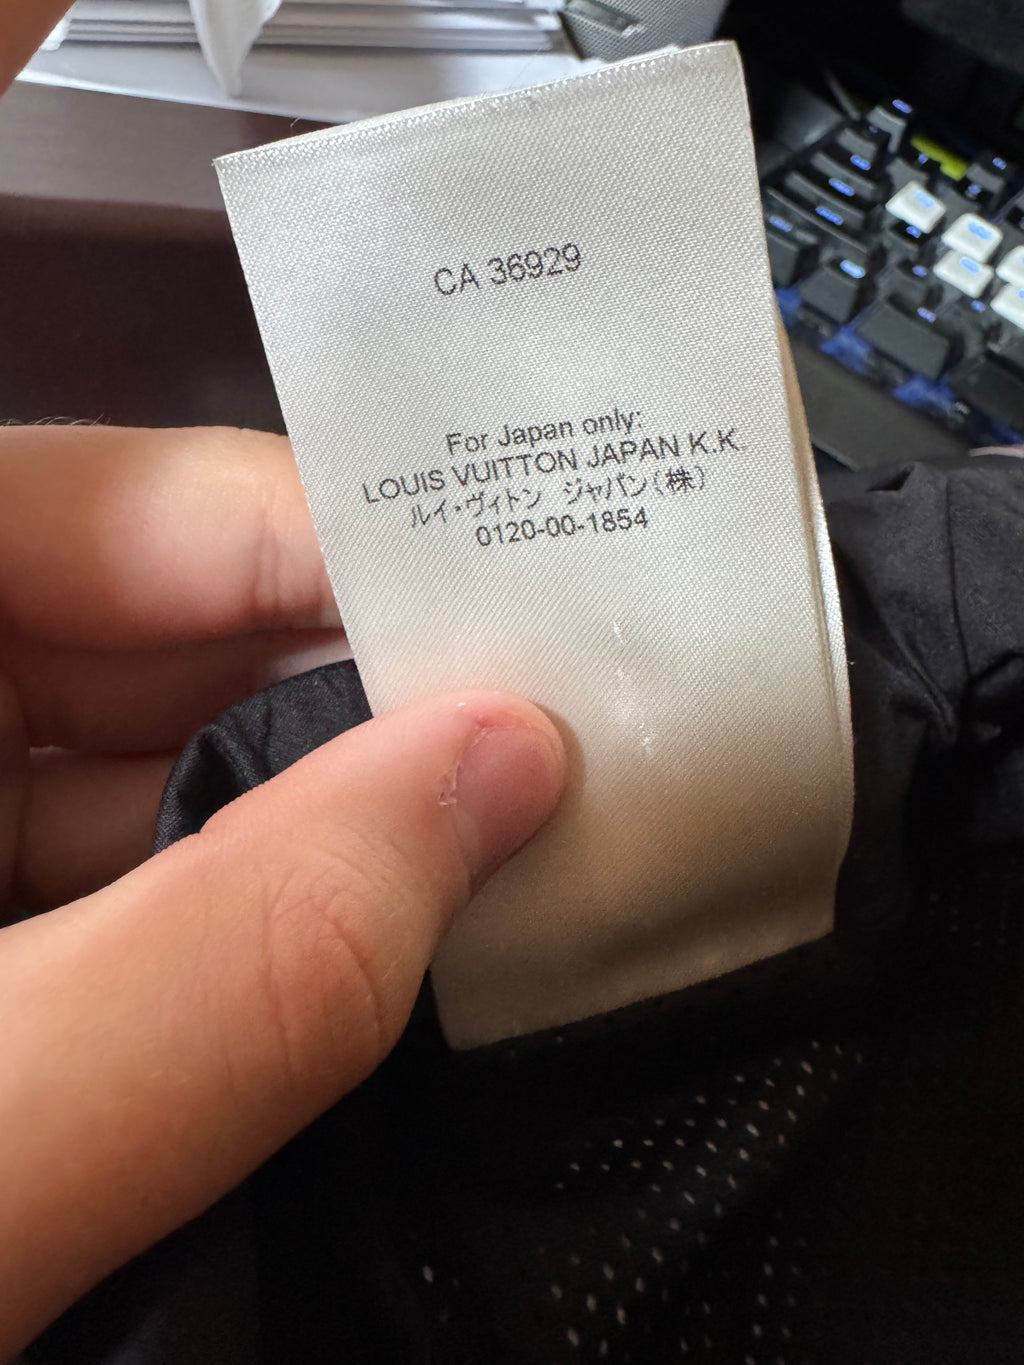 CA 36929
For Japan only:
LOUIS VUITTON JAPAN K.K.
ルイ・ヴィトン ジャパン(株)
0120-00-1854